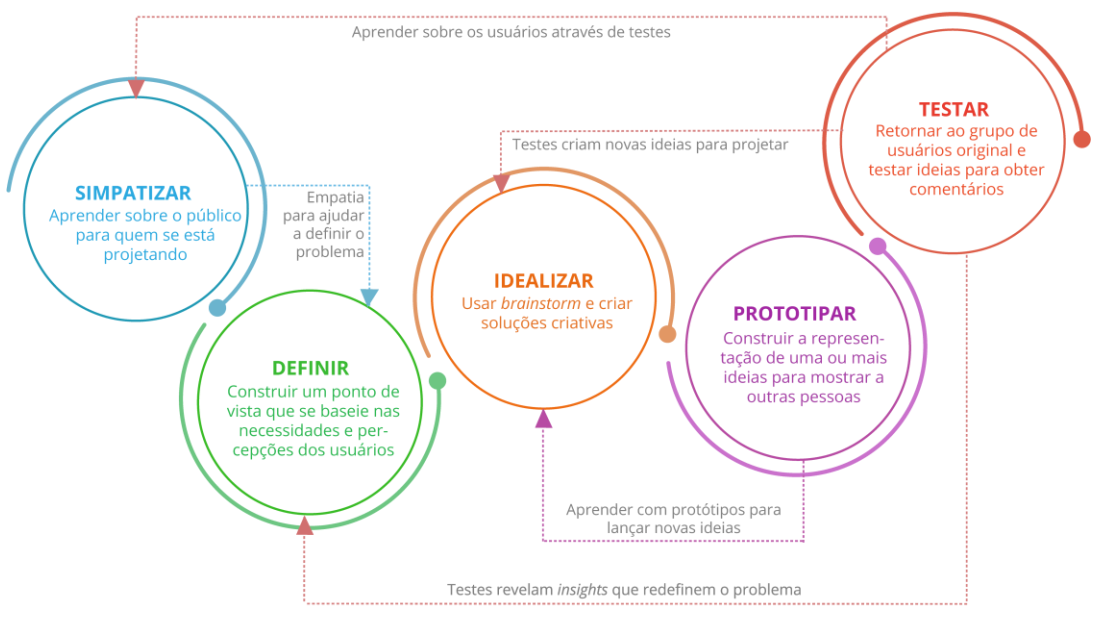 Aprender sobre os usuários através de testes
SIMPATIZAR
Aprender sobre o público
para quem se está
projetando
Empatia
para ajudar
a definir o
problema
DEFINIR
Construir um ponto de
vista que se baseie nas
necessidades e per-
cepções dos usuários
Testes criam novas ideias para projetar
IDEALIZAR
Usar brainstorm e criar
soluções criativas
PROTOTIPAR
Construir a represen-
tação de uma ou mais
ideias para mostrar a
outras pessoas
TESTAR
Retornar ao grupo de
usuários original e
testar ideias para obter
comentários
Aprender com protótipos para
lançar novas ideias
Testes revelam insights que redefinem o problema